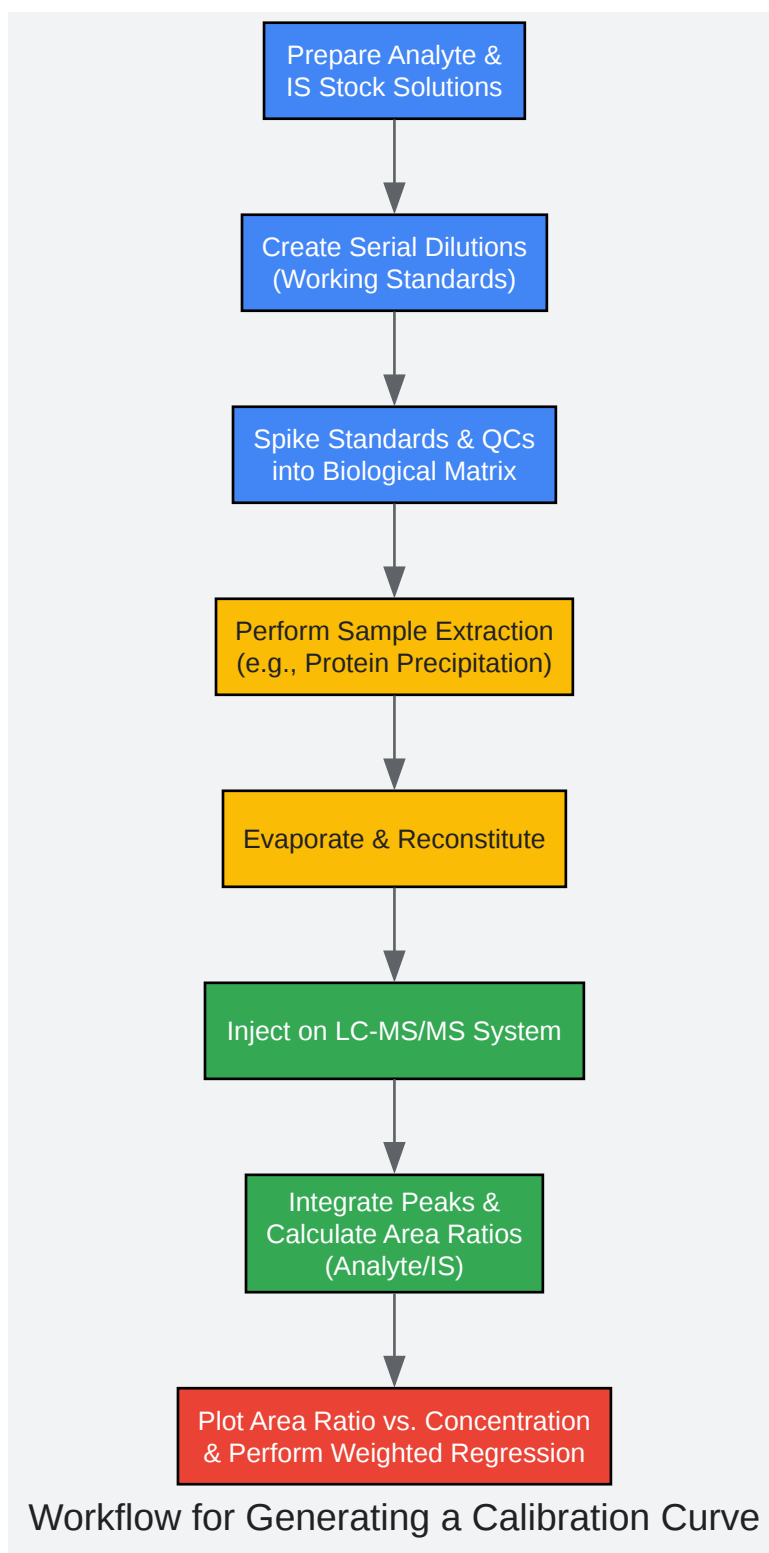 Prepare Analyte &
IS Stock Solutions
Create Serial Dilutions
(Working Standards)
Spike Standards & QCs
into Biological Matrix
Perform Sample Extraction
(e.g., Protein Precipitation)
Evaporate & Reconstitute
Inject on LC-MS/MS System
Integrate Peaks &
Calculate Area Ratios
(Analyte/IS)
Plot Area Ratio vs. Concentration
& Perform Weighted Regression
Workflow for Generating a Calibration Curve